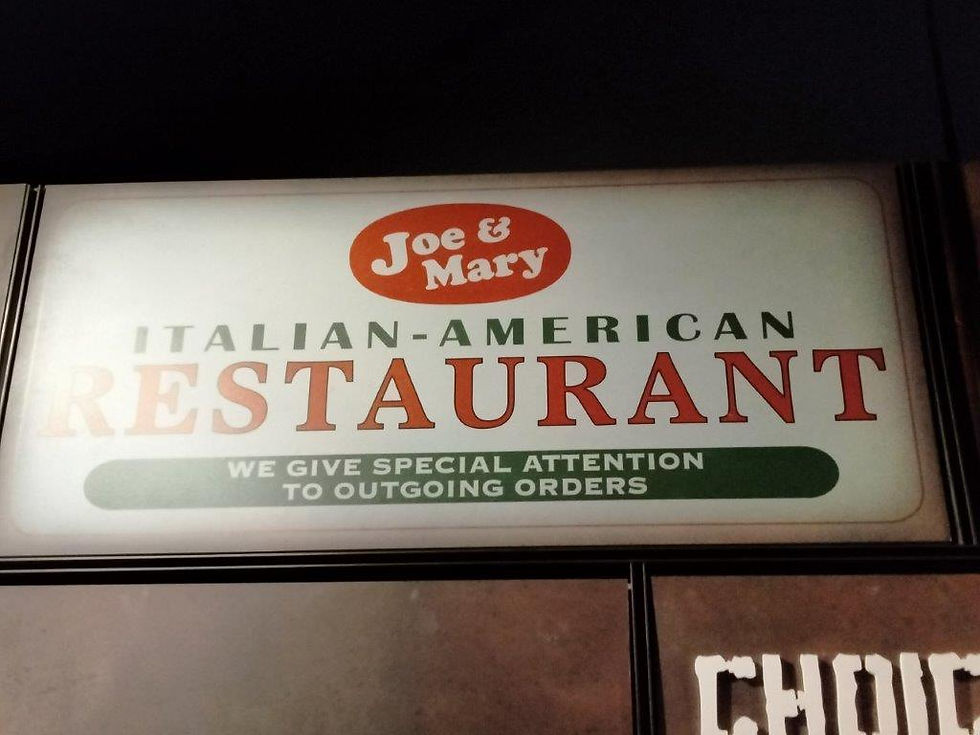 Joe &
Mary
ITALIAN-AMERICAN
RESTAURANT
WE GIVE SPECIAL ATTENTION
TO OUTGOING ORDERS